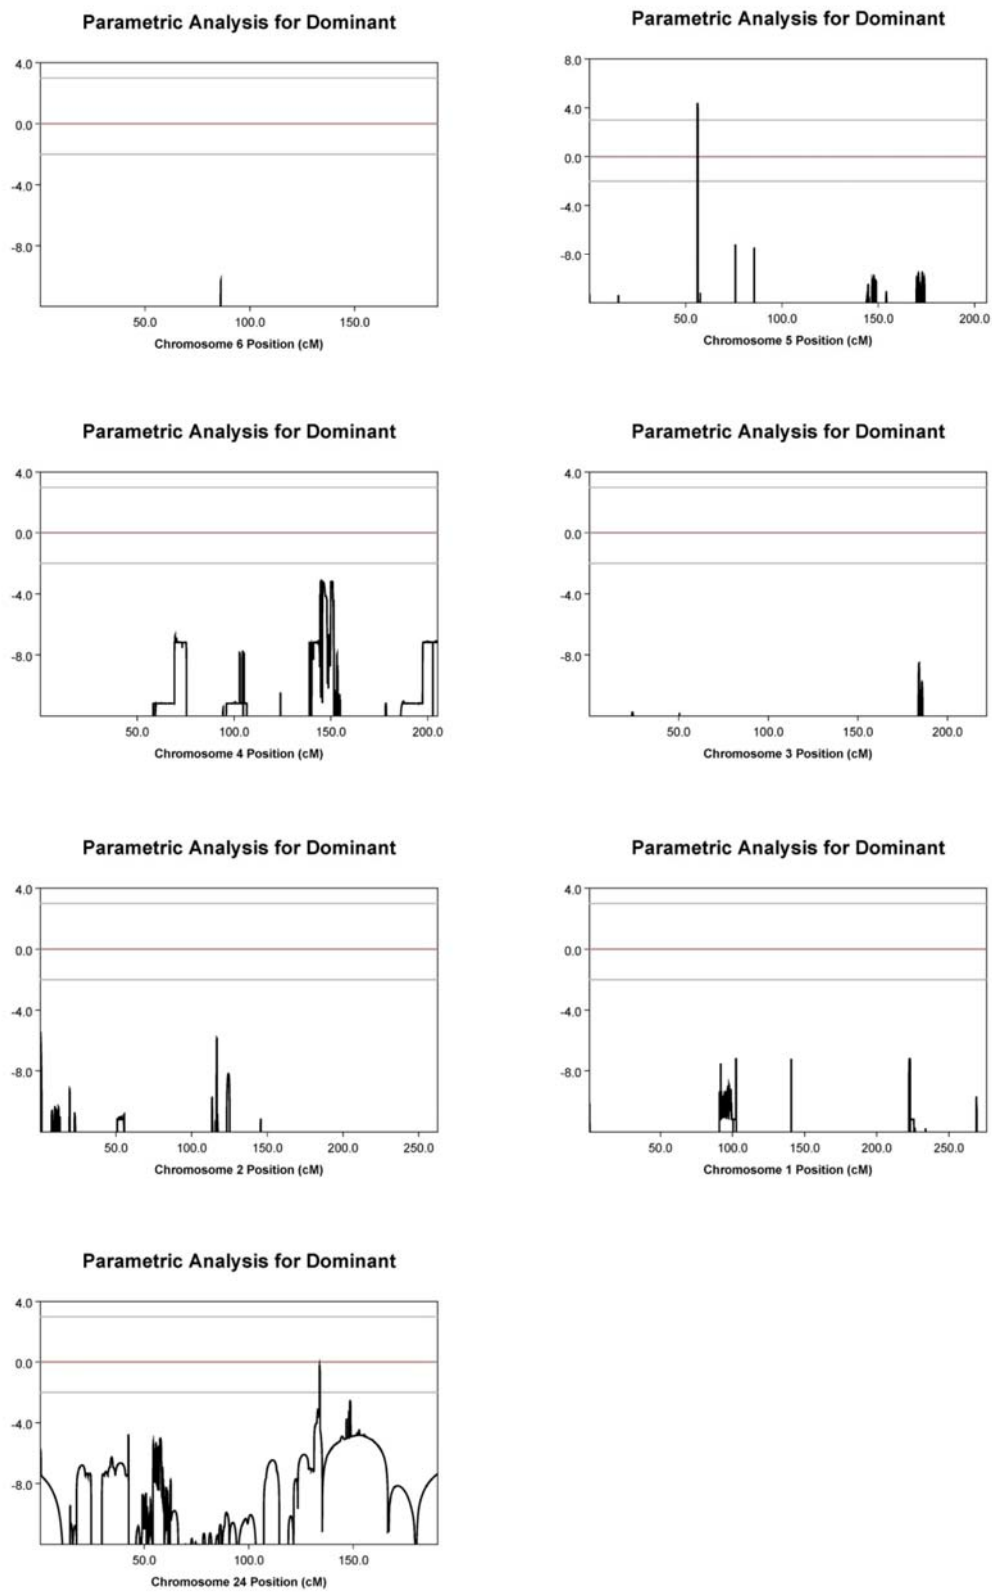 Parametric Analysis for Dominant
4.0
0.0
-4.0
-8.0
50.0 100.0 150.0
Chromosome 6 Position (cM)
Parametric Analysis for Dominant
8.0
4.0
0.0
-4.0
-8.0
50.0 100.0 150.0 200.0
Chromosome 5 Position (cM)
Parametric Analysis for Dominant
4.0
0.0
-4.0
-8.0
50.0 100.0 150.0 200.0
Chromosome 4 Position (cM)
Parametric Analysis for Dominant
4.0
0.0
-4.0
-8.0
50.0 100.0 150.0 200.0
Chromosome 3 Position (cM)
Parametric Analysis for Dominant
4.0
0.0
-4.0
-8.0
50.0 100.0 150.0 200.0 250.0
Chromosome 2 Position (cM)
Parametric Analysis for Dominant
4.0
0.0
-4.0
-8.0
50.0 100.0 150.0 200.0 250.0
Chromosome 1 Position (cM)
Parametric Analysis for Dominant
4.0
0.0
-4.0
-8.0
50.0 100.0 150.0
Chromosome 24 Position (cM)